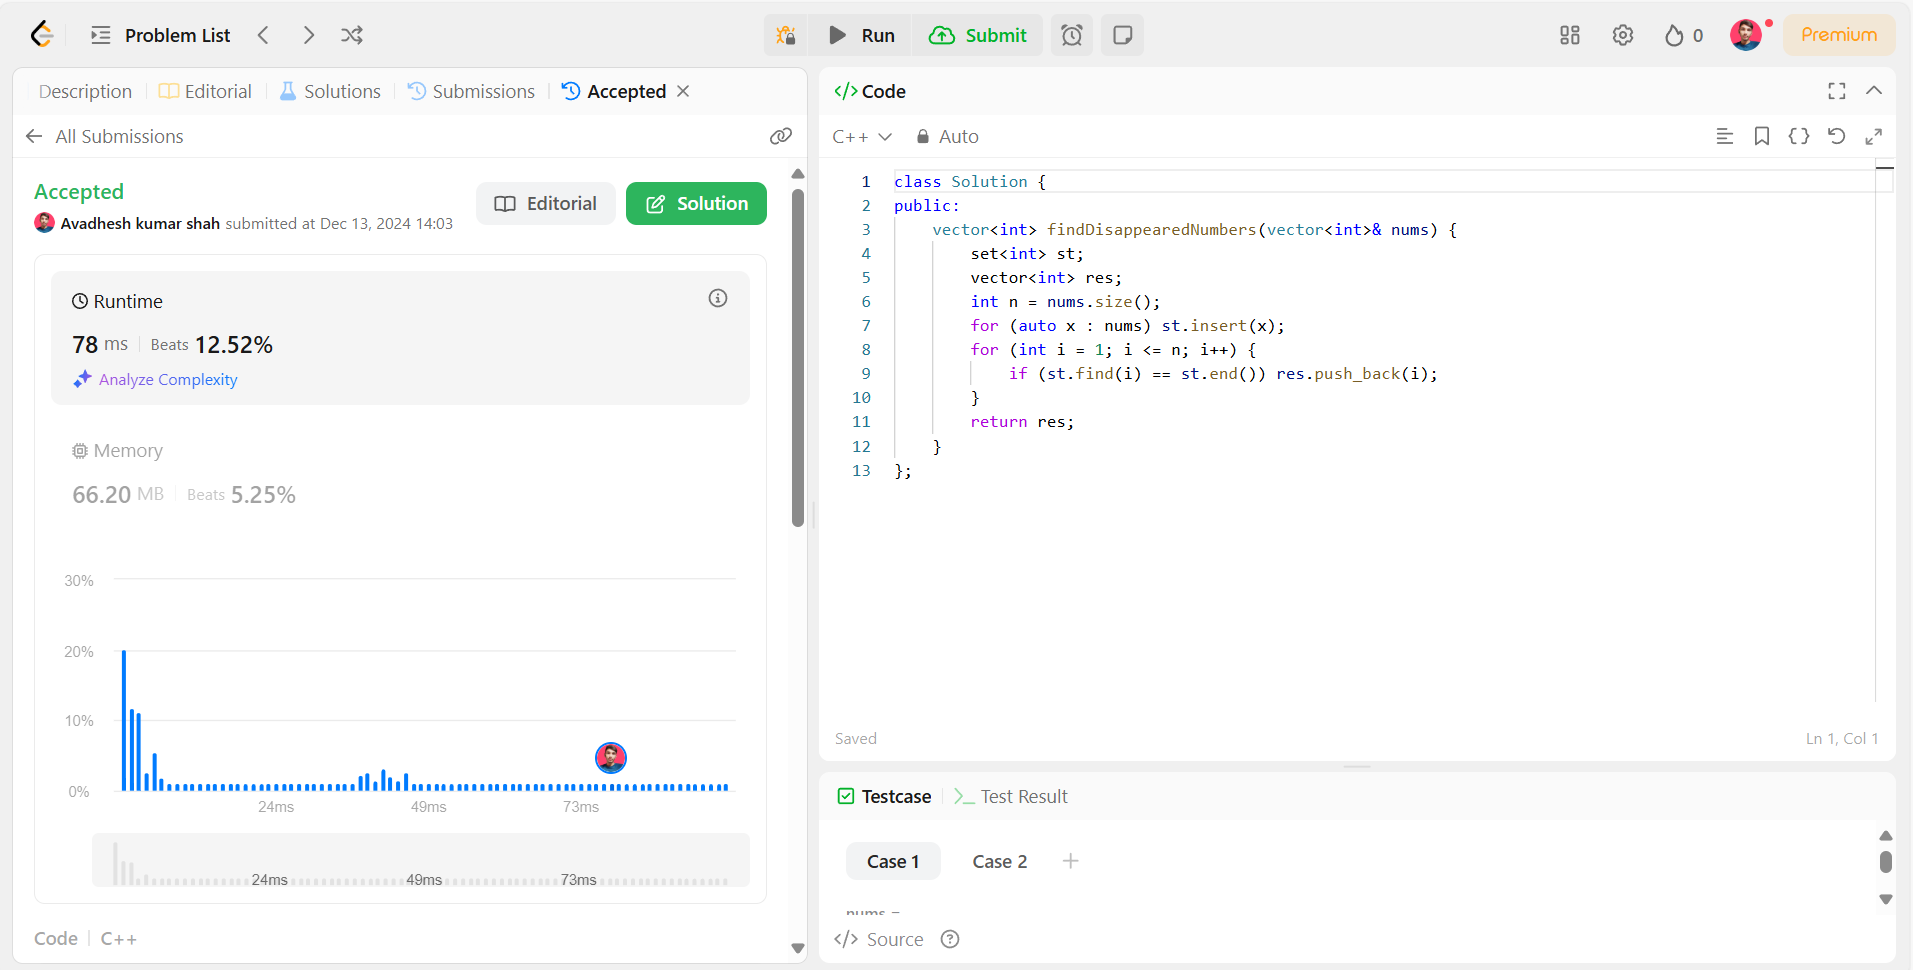 Problem List
Run
Submit
0
Premium
Description
Editorial
Solutions
Submissions
Accepted
All Submissions
Accepted
Avadhesh kumar shah submitted at Dec 13, 2024 14:03
Editorial
Solution
Runtime
78 ms
Beats 12.52%
Analyze Complexity
Memory
66.20 MB
Beats 5.25%
30%
20%
10%
0%
24ms
49ms
73ms
24ms
49ms
73ms
Code
C++
</> Code
C++
Auto
1 class Solution {
2 public:
3     vector<int> findDisappearedNumbers(vector<int>& nums) {
4         set<int> st;
5         vector<int> res;
6         int n = nums.size();
7         for (auto x : nums) st.insert(x);
8         for (int i = 1; i <= n; i++) {
9             if (st.find(i) == st.end()) res.push_back(i);
10         }
11         return res;
12     }
13 };
Saved
Ln 1, Col 1
Testcase
Test Result
Case 1
Case 2
nums =
</> Source